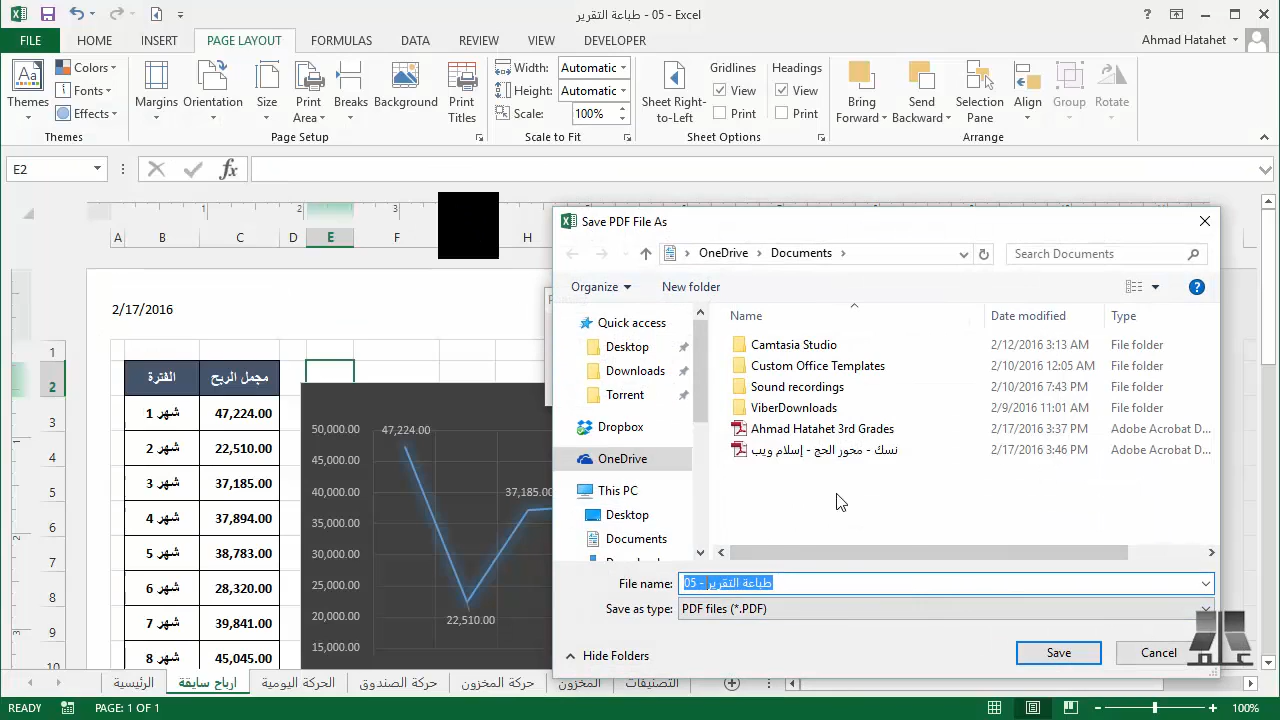 05 - طباعة التقرير - Excel
Ahmad Hatahet
FILE HOME INSERT PAGE LAYOUT FORMULAS DATA REVIEW VIEW DEVELOPER
Themes Colors Fonts Effects
Margins Orientation Size Print Area Breaks Background Print Titles
Width: Automatic
Height: Automatic
Scale: 100%
Sheet Right-to-Left
Gridlines View Print
Headings View Print
Bring Forward Send Backward Selection Pane Align Group Rotate
Themes Page Setup Scale to Fit Sheet Options Arrange
E2
fx
1 2 3
A B C D E F H
2/17/2016
1
2 الفترة مجمل الربح
3 شهر 1 47,224.00
4 شهر 2 22,510.00
5 شهر 3 37,185.00
6 شهر 4 37,894.00
7 شهر 5 38,783.00
8 شهر 6 28,320.00
9 شهر 7 39,841.00
10 شهر 8 45,045.00
50,000.00
45,000.00
40,000.00
35,000.00
30,000.00
25,000.00
20,000.00
15,000.00
47,224.00
37,185.00
22,510.00
Save PDF File As
OneDrive Documents
Search Documents
Organize New folder
Quick access
Desktop
Downloads
Torrent
Dropbox
OneDrive
This PC
Desktop
Documents
Name Date modified Type
Camtasia Studio 2/12/2016 3:13 AM File folder
Custom Office Templates 2/10/2016 12:05 AM File folder
Sound recordings 2/10/2016 7:43 PM File folder
ViberDownloads 2/9/2016 11:01 AM File folder
Ahmad Hatahet 3rd Grades 2/17/2016 3:37 PM Adobe Acrobat D...
نسك - محور الحج - إسلام ويب 2/17/2016 3:46 PM Adobe Acrobat D...
File name: 05 - طباعة التقرير
Save as type: PDF files (*.PDF)
Hide Folders
Save
Cancel
الرئيسية ارباح سابقة الحركة اليومية حركة الصندوق حركة المخزون المخزون التصنيفات
READY PAGE: 1 OF 1
100%